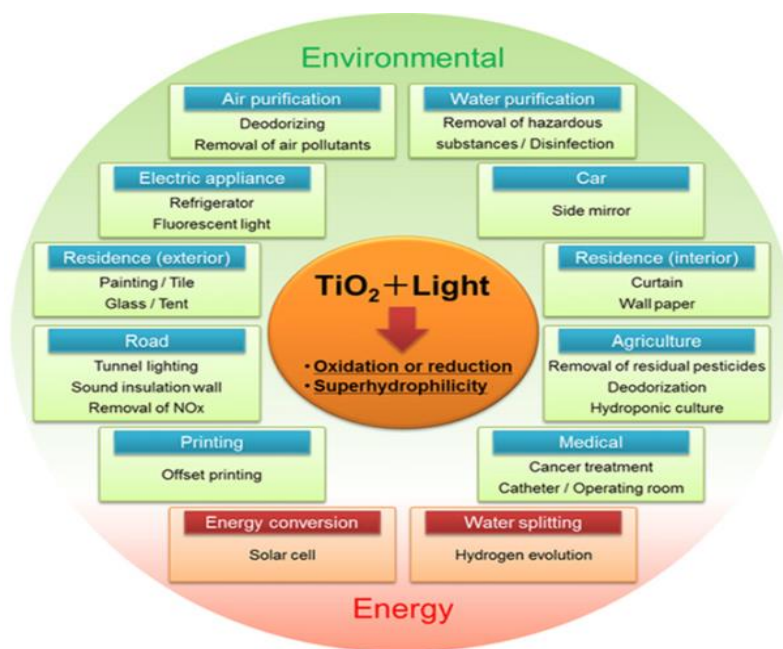 Environmental
Air purification
Deodorizing
Removal of air pollutants
Water purification
Removal of hazardous
substances / Disinfection
Electric appliance
Refrigerator
Fluorescent light
Car
Side mirror
Residence (exterior)
Painting / Tile
Glass / Tent
TiO₂+Light
• Oxidation or reduction
• Superhydrophilicity
Residence (interior)
Curtain
Wall paper
Road
Tunnel lighting
Sound insulation wall
Removal of NOx
Agriculture
Removal of residual pesticides
Deodorization
Hydroponic culture
Printing
Offset printing
Medical
Cancer treatment
Catheter / Operating room
Energy conversion
Solar cell
Water splitting
Hydrogen evolution
Energy